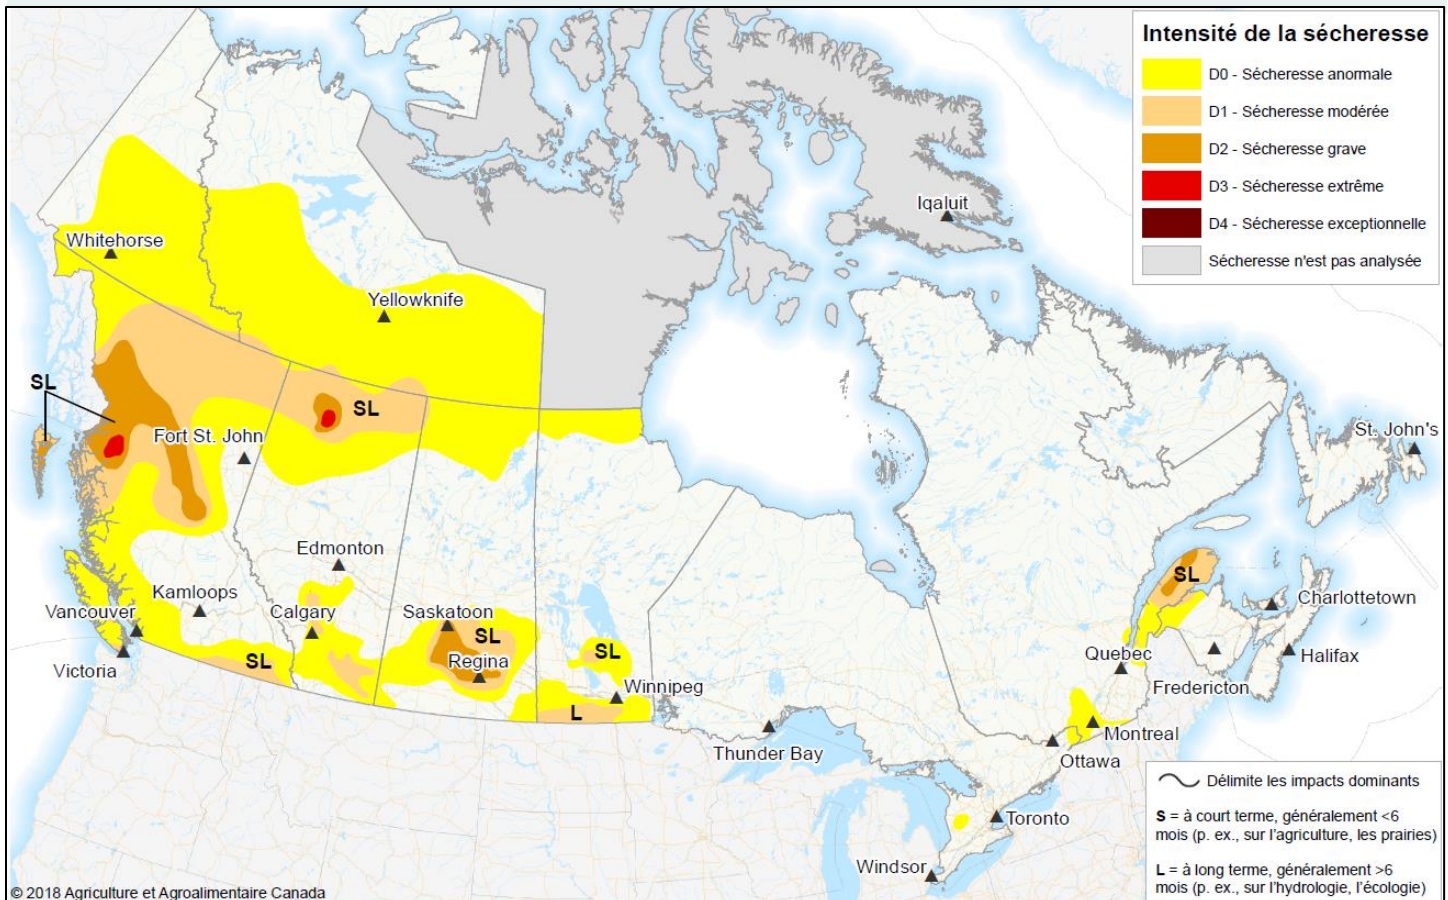 Intensité de la sécheresse
D0 - Sécheresse anormale
D1 - Sécheresse modérée
D2 - Sécheresse grave
D3 - Sécheresse extrême
D4 - Sécheresse exceptionnelle
Sécheresse n'est pas analysée
Iqaluit
Whitehorse
Yellowknife
SL
SL
Fort St. John
St. John's
Edmonton
SL
Kamloops
Calgary
Saskatoon
Charlottetown
Vancouver
SL
SL
Regina
SL
Quebec
Halifax
Victoria
Winnipeg
Fredericton
L
Montreal
Thunder Bay
Ottawa
Toronto
Windsor
Délimite les impacts dominants
S = à court terme, généralement <6
mois (p. ex., sur l'agriculture, les prairies)
L = à long terme, généralement >6
mois (p. ex., sur l'hydrologie, l'écologie)
© 2018 Agriculture et Agroalimentaire Canada